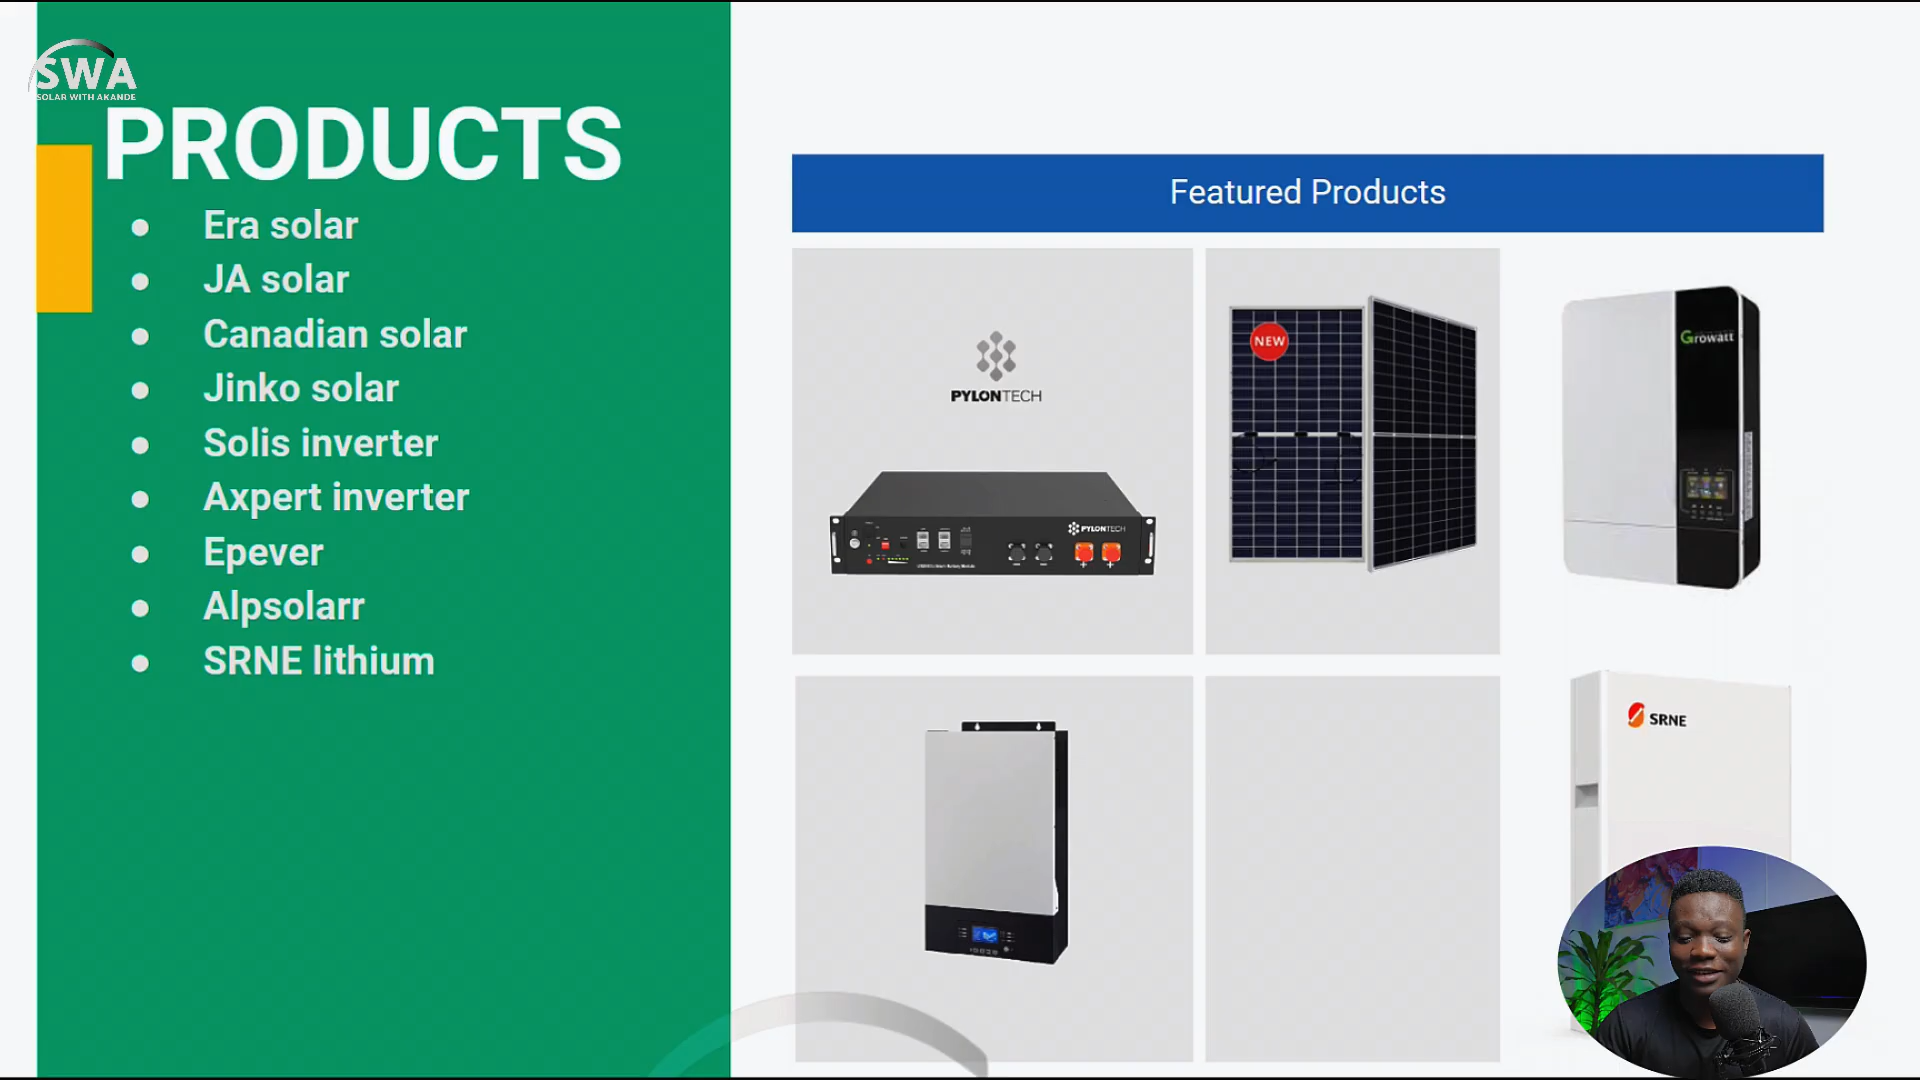 SWA
SOLAR WITH AKANDE
PRODUCTS
Era solar
JA solar
Canadian solar
Jinko solar
Solis inverter
Axpert inverter
Epever
Alpsolarr
SRNE lithium
Featured Products
PYLONTECH
PYLONTECH
NEW
Growatt
SRNE